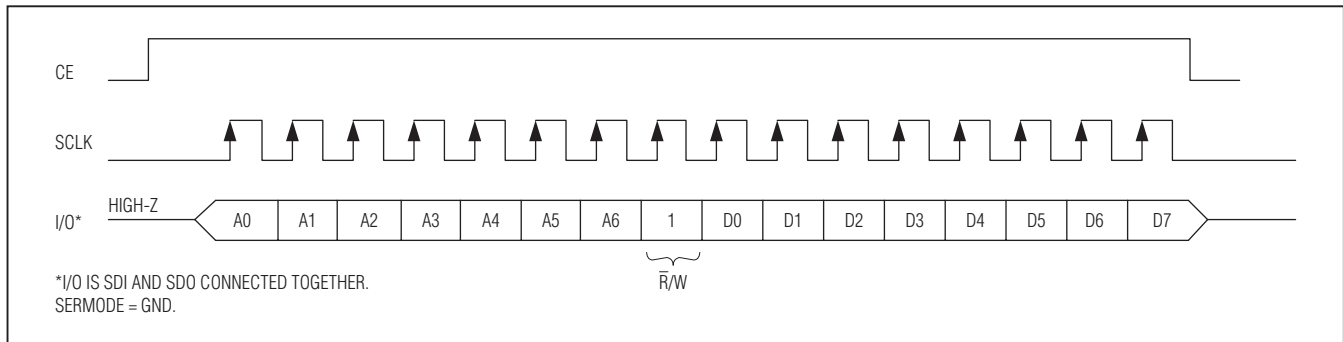 CE
SCLK
I/O* HIGH-Z A0 A1 A2 A3 A4 A5 A6 1 D0 D1 D2 D3 D4 D5 D6 D7
R̅/W
*I/O IS SDI AND SDO CONNECTED TOGETHER.
SERMODE = GND.